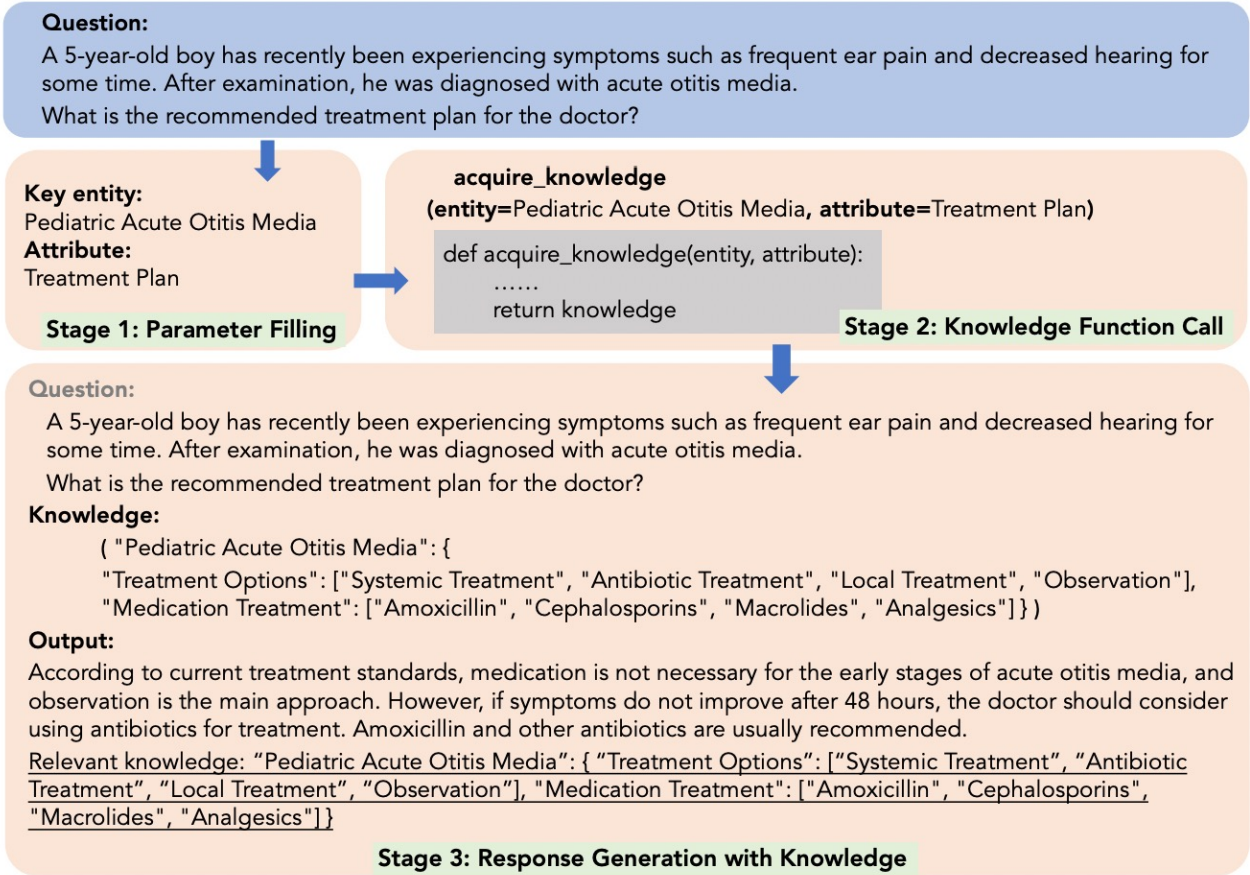 Question:
A 5-year-old boy has recently been experiencing symptoms such as frequent ear pain and decreased hearing for
some time. After examination, he was diagnosed with acute otitis media.
What is the recommended treatment plan for the doctor?
Key entity:
Pediatric Acute Otitis Media
Attribute:
Treatment Plan
Stage 1: Parameter Filling
acquire_knowledge
(entity=Pediatric Acute Otitis Media, attribute=Treatment Plan)
def acquire_knowledge(entity, attribute):
......
return knowledge
Stage 2: Knowledge Function Call
Question:
A 5-year-old boy has recently been experiencing symptoms such as frequent ear pain and decreased hearing for
some time. After examination, he was diagnosed with acute otitis media.
What is the recommended treatment plan for the doctor?
Knowledge:
( "Pediatric Acute Otitis Media": {
"Treatment Options": ["Systemic Treatment", "Antibiotic Treatment", "Local Treatment", "Observation"],
"Medication Treatment": ["Amoxicillin", "Cephalosporins", "Macrolides", "Analgesics"] } )
Output:
According to current treatment standards, medication is not necessary for the early stages of acute otitis media, and
observation is the main approach. However, if symptoms do not improve after 48 hours, the doctor should consider
using antibiotics for treatment. Amoxicillin and other antibiotics are usually recommended.
Relevant knowledge: “Pediatric Acute Otitis Media”: { “Treatment Options”: [“Systemic Treatment”, “Antibiotic
Treatment”, “Local Treatment”, “Observation”], "Medication Treatment": ["Amoxicillin", "Cephalosporins",
"Macrolides", "Analgesics"] }
Stage 3: Response Generation with Knowledge